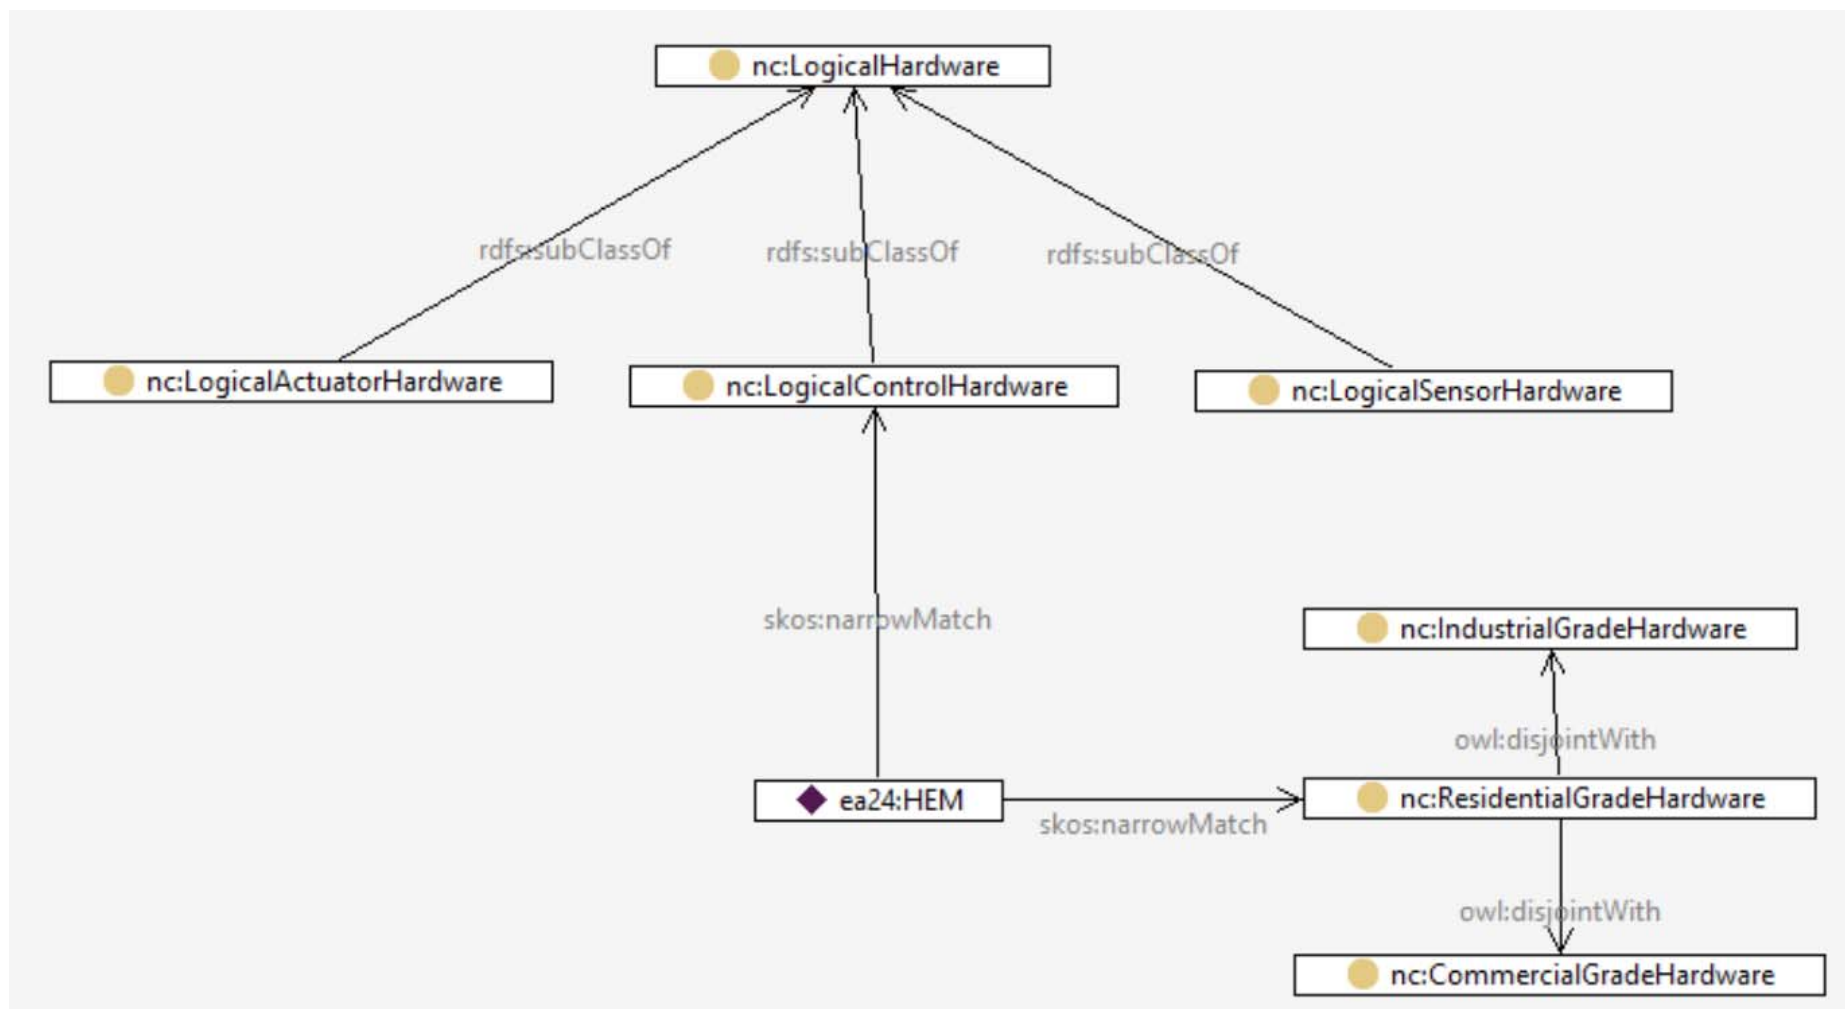 nc:LogicalHardware
rdfs:subClassOf
rdfs:subClassOf
rdfs:subClassOf
nc:LogicalActuatorHardware
nc:LogicalControlHardware
nc:LogicalSensorHardware
skos:narrowMatch
nc:IndustrialGradeHardware
owl:disjointWith
ea24:HEM
skos:narrowMatch
nc:ResidentialGradeHardware
owl:disjointWith
nc:CommercialGradeHardware